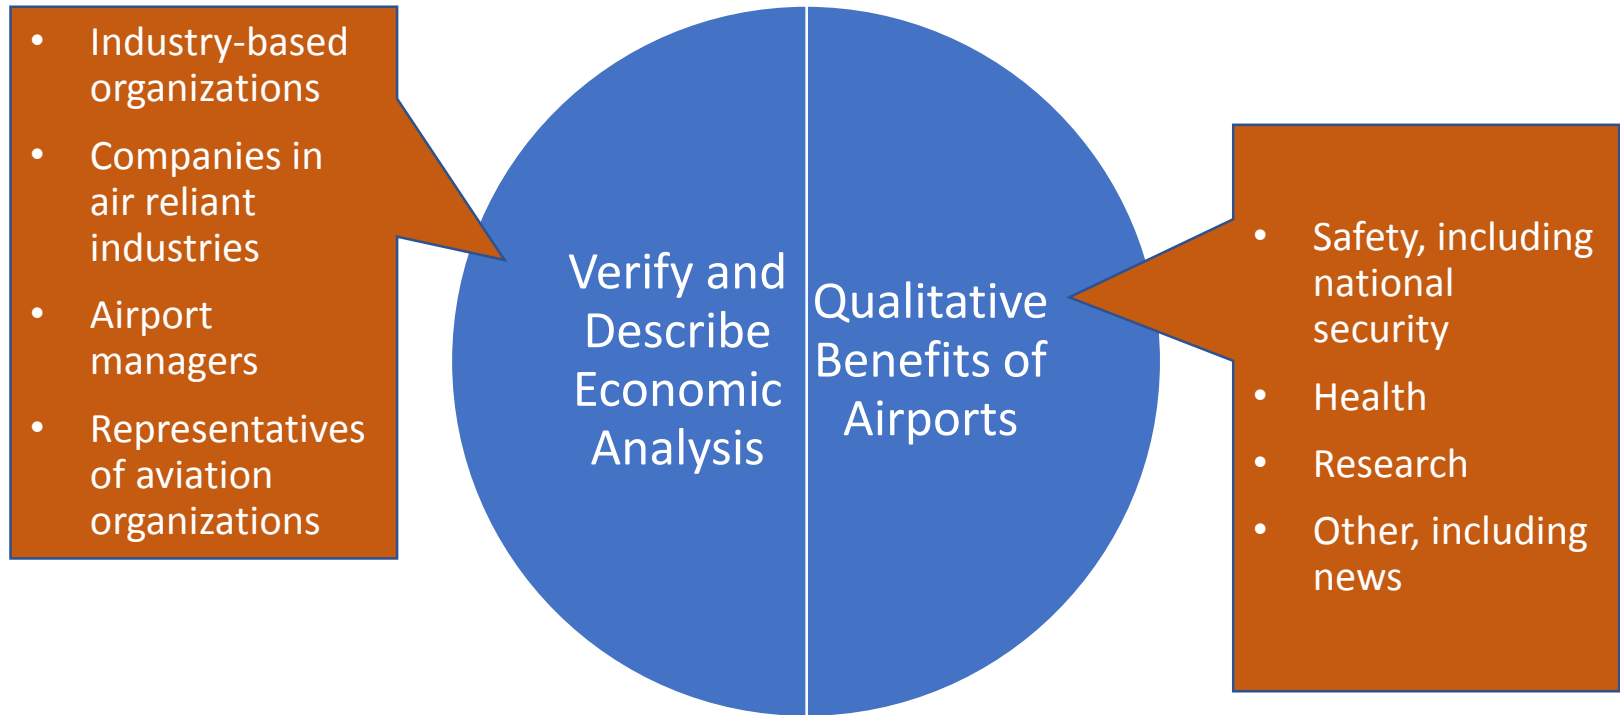 • Industry-based
organizations
• Companies in
air reliant
industries
• Airport
managers
• Representatives
of aviation
organizations
Verify and
Describe
Economic
Analysis
Qualitative
Benefits of
Airports
• Safety, including
national
security
• Health
• Research
• Other, including
news